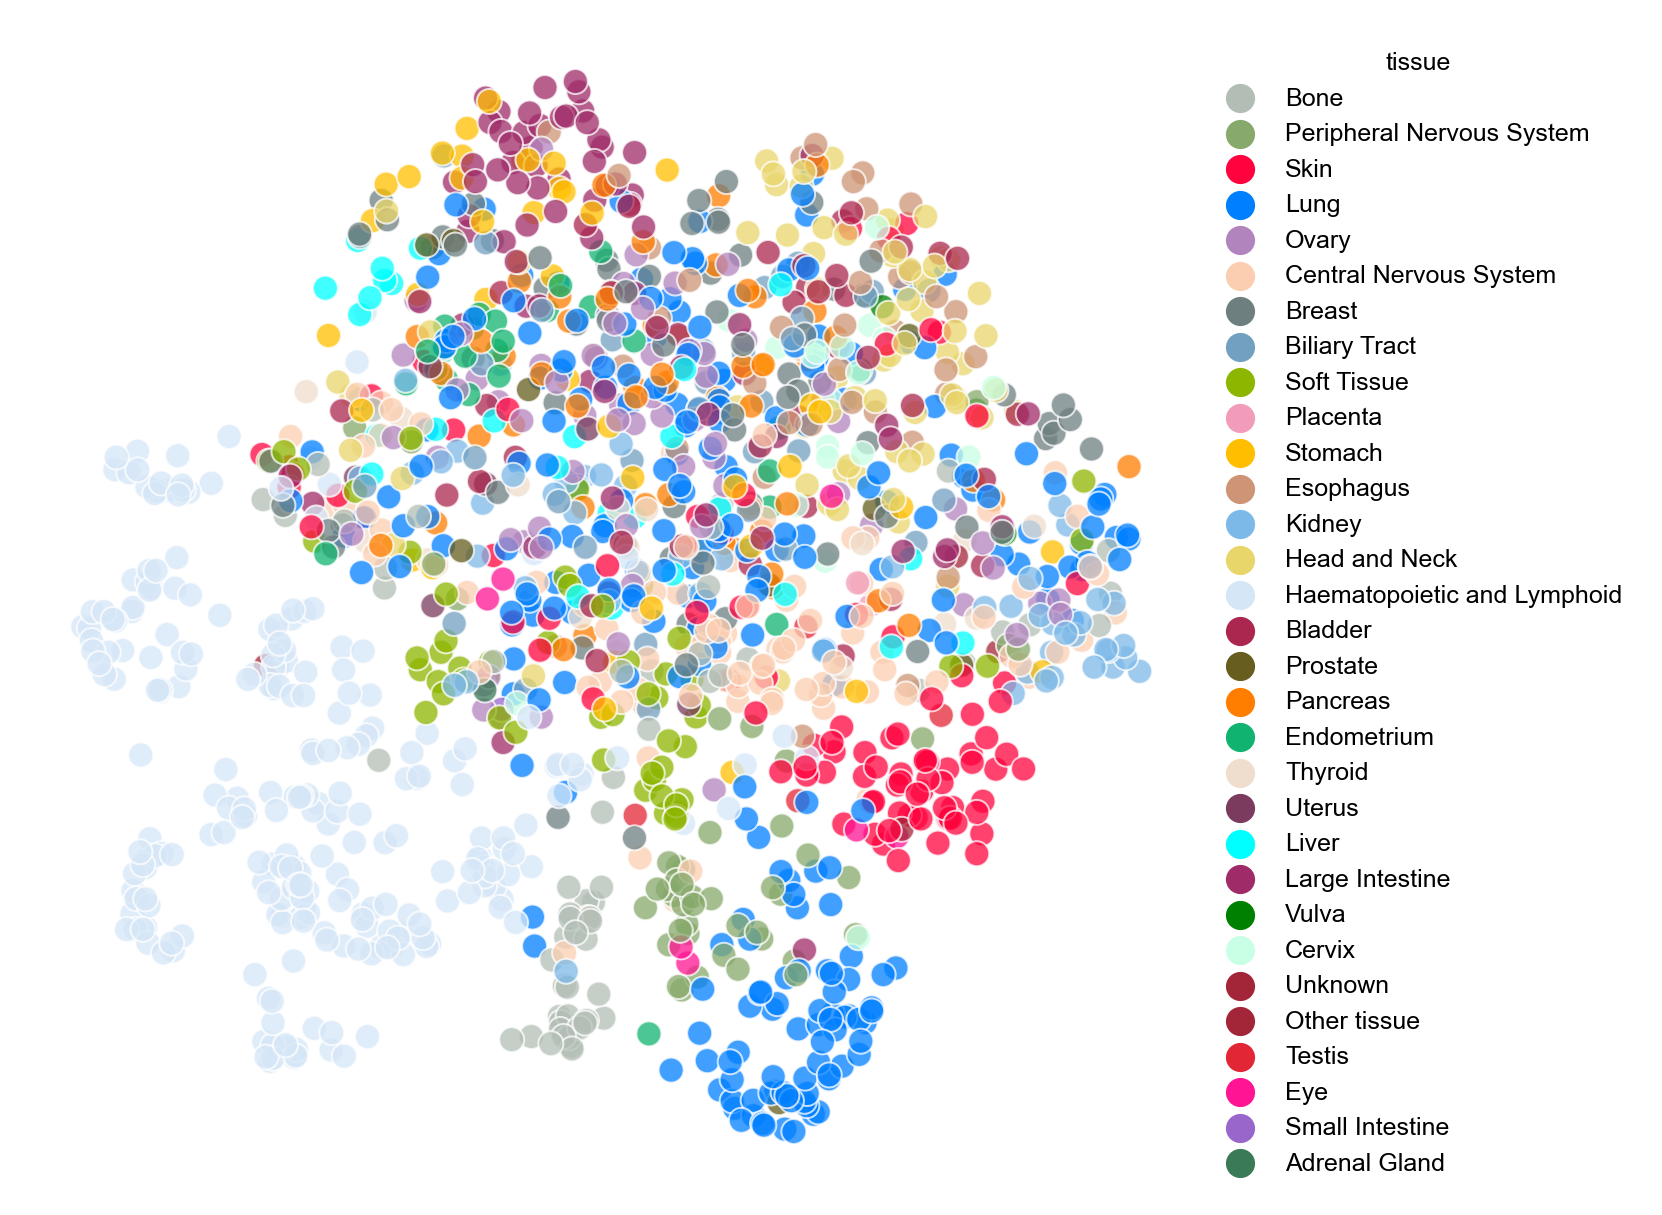 tissue
Bone
Peripheral Nervous System
Skin
Lung
Ovary
Central Nervous System
Breast
Biliary Tract
Soft Tissue
Placenta
Stomach
Esophagus
Kidney
Head and Neck
Haematopoietic and Lymphoid
Bladder
Prostate
Pancreas
Endometrium
Thyroid
Uterus
Liver
Large Intestine
Vulva
Cervix
Unknown
Other tissue
Testis
Eye
Small Intestine
Adrenal Gland